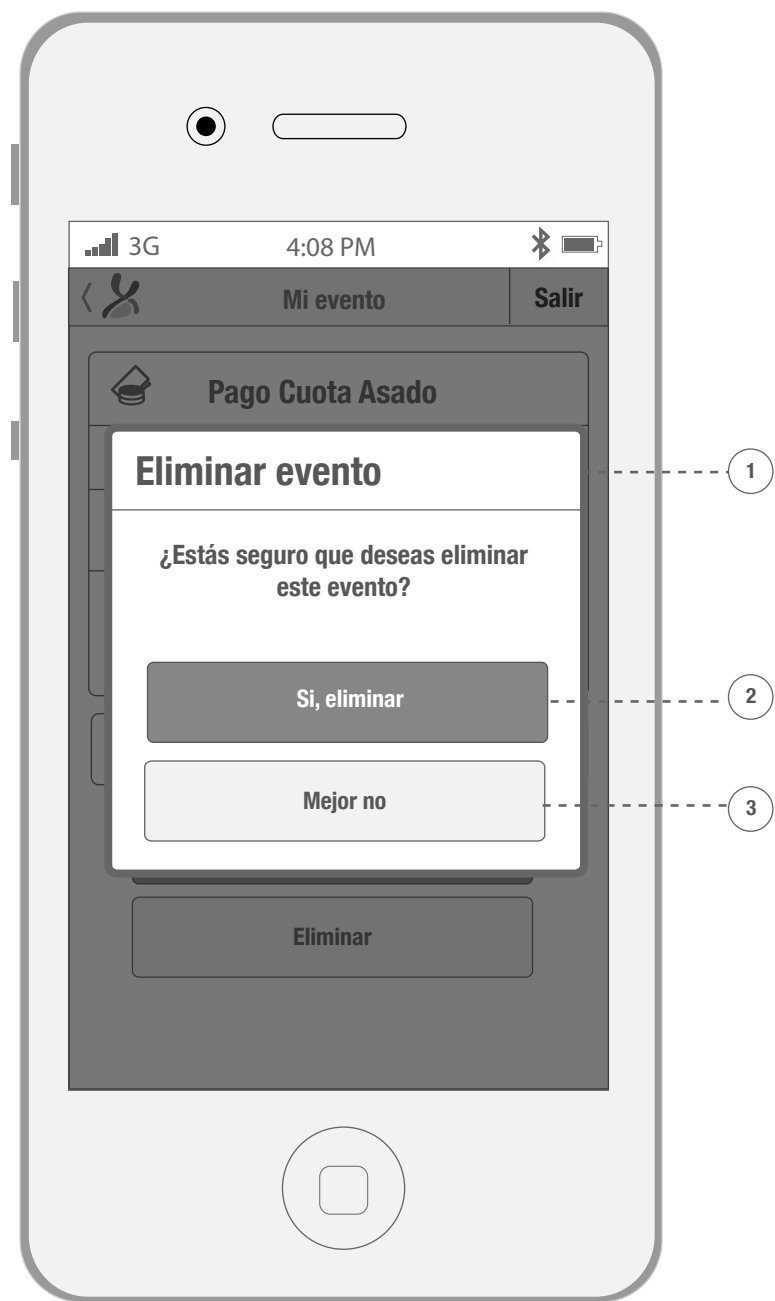 3G
4:08 PM
Mi evento
Salir
Pago Cuota Asado
Eliminar evento
1
¿Estás seguro que deseas eliminar
este evento?
Si, eliminar
2
Mejor no
3
Eliminar